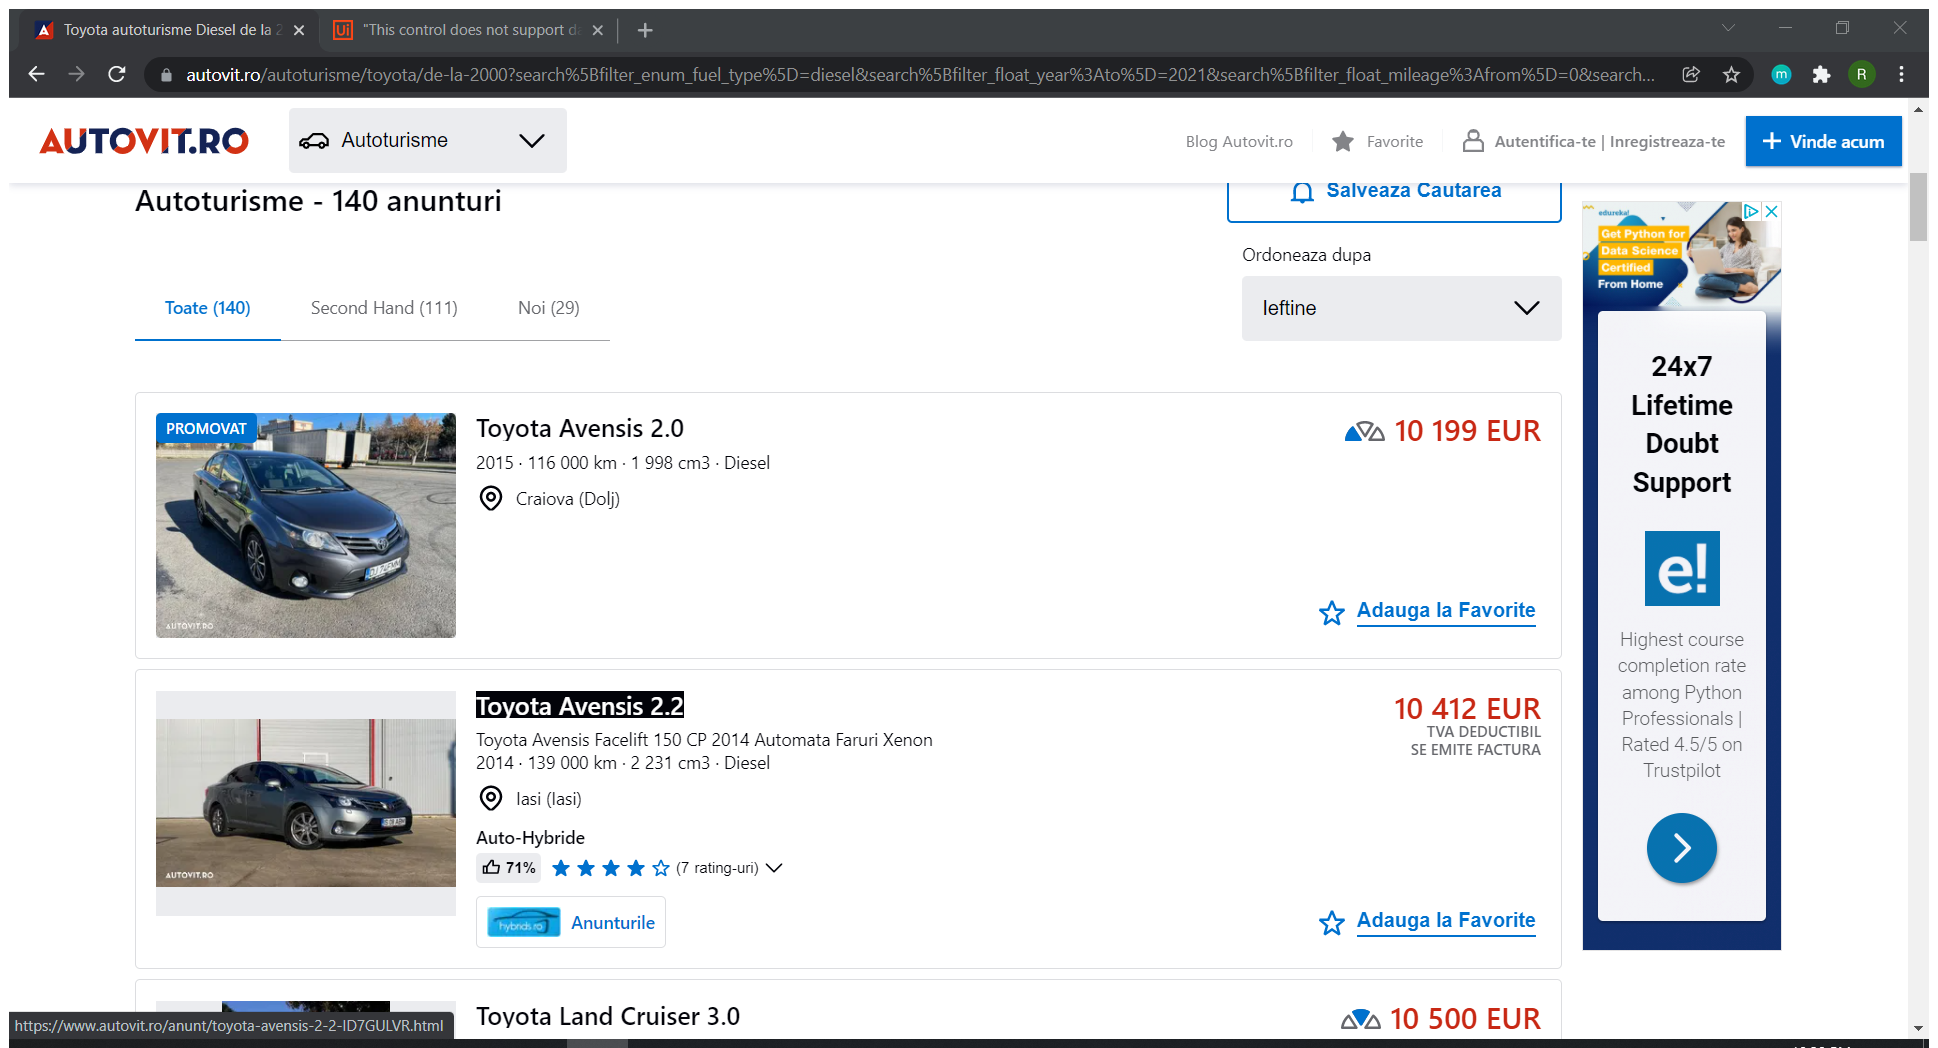 Toyota autoturisme Diesel de la 2
"This control does not support da
autovit.ro/autoturisme/toyota/de-la-2000?search%5Bfilter_enum_fuel_type%5D=diesel&search%5Bfilter_float_year%3Ato%5D=2021&search%5Bfilter_float_mileage%3Afrom%5D=0&search...
m
R
AUTOVIT.RO
Autoturisme
Blog Autovit.ro
Favorite
Autentifica-te | Inregistreaza-te
+ Vinde acum
Autoturisme - 140 anunturi
Salveaza Cautarea
Ordoneaza dupa
Ieftine
Toate (140)
Second Hand (111)
Noi (29)
PROMOVAT
AUTOVIT.RO
Toyota Avensis 2.0
2015 · 116 000 km · 1 998 cm3 · Diesel
Craiova (Dolj)
10 199 EUR
Adauga la Favorite
AUTOVIT.RO
Toyota Avensis 2.2
Toyota Avensis Facelift 150 CP 2014 Automata Faruri Xenon
2014 · 139 000 km · 2 231 cm3 · Diesel
Iasi (Iasi)
Auto-Hybride
71%
(7 rating-uri)
hybrids.ro
Anunturile
10 412 EUR
TVA DEDUCTIBIL
SE EMITE FACTURA
Adauga la Favorite
Toyota Land Cruiser 3.0
10 500 EUR
https://www.autovit.ro/anunt/toyota-avensis-2-2-ID7GULVR.html
edureka!
Get Python for
Data Science
Certified
From Home
24x7
Lifetime
Doubt
Support
e!
Highest course
completion rate
among Python
Professionals |
Rated 4.5/5 on
Trustpilot